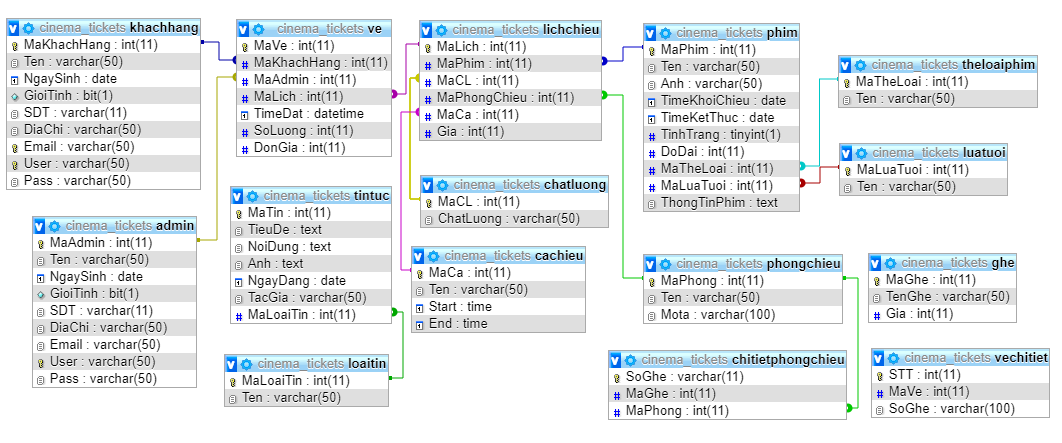 cinema_tickets khachhang
MaKhachHang : int(11)
Ten : varchar(50)
NgaySinh : date
GioiTinh : bit(1)
SDT : varchar(11)
DiaChi : varchar(50)
Email : varchar(50)
User : varchar(50)
Pass : varchar(50)
cinema_tickets ve
MaVe : int(11)
MaKhachHang : int(11)
MaAdmin : int(11)
MaLich : int(11)
TimeDat : datetime
SoLuong : int(11)
DonGia : int(11)
cinema_tickets lichchieu
MaLich : int(11)
MaPhim : int(11)
MaCL : int(11)
MaPhongChieu : int(11)
MaCa : int(11)
Gia : int(11)
cinema_tickets phim
MaPhim : int(11)
Ten : varchar(50)
Anh : varchar(50)
TimeKhoiChieu : date
TimeKetThuc : date
TinhTrang : tinyint(1)
DoDai : int(11)
MaTheLoai : int(11)
MaLuaTuoi : int(11)
ThongTinPhim : text
cinema_tickets theloaiphim
MaTheLoai : int(11)
Ten : varchar(50)
cinema_tickets luatuoi
MaLuaTuoi : int(11)
Ten : varchar(50)
cinema_tickets chatluong
MaCL : int(11)
ChatLuong : varchar(50)
cinema_tickets tintuc
MaTin : int(11)
TieuDe : text
NoiDung : text
Anh : text
NgayDang : date
TacGia : varchar(50)
MaLoaiTin : int(11)
cinema_tickets admin
MaAdmin : int(11)
Ten : varchar(50)
NgaySinh : date
GioiTinh : bit(1)
SDT : varchar(11)
DiaChi : varchar(50)
Email : varchar(50)
User : varchar(50)
Pass : varchar(50)
cinema_tickets cachieu
MaCa : int(11)
Ten : varchar(50)
Start : time
End : time
cinema_tickets phongchieu
MaPhong : int(11)
Ten : varchar(50)
Mota : varchar(100)
cinema_tickets ghe
MaGhe : int(11)
TenGhe : varchar(50)
Gia : int(11)
cinema_tickets loaitin
MaLoaiTin : int(11)
Ten : varchar(50)
cinema_tickets chitietphongchieu
SoGhe : varchar(11)
MaGhe : int(11)
MaPhong : int(11)
cinema_tickets vechitiet
STT : int(11)
MaVe : int(11)
SoGhe : varchar(100)